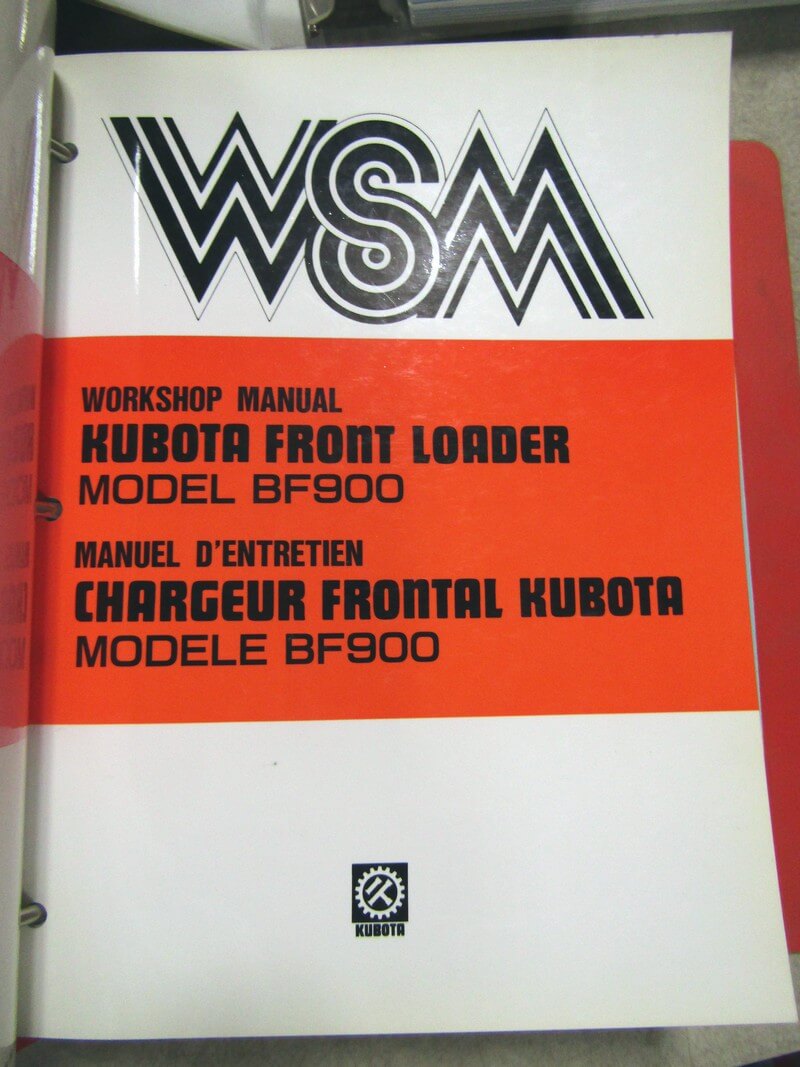 WSM
WORKSHOP MANUAL
KUBOTA FRONT LOADER
MODEL BF900
MANUEL D'ENTRETIEN
CHARGEUR FRONTAL KUBOTA
MODELE BF900
KUBOTA